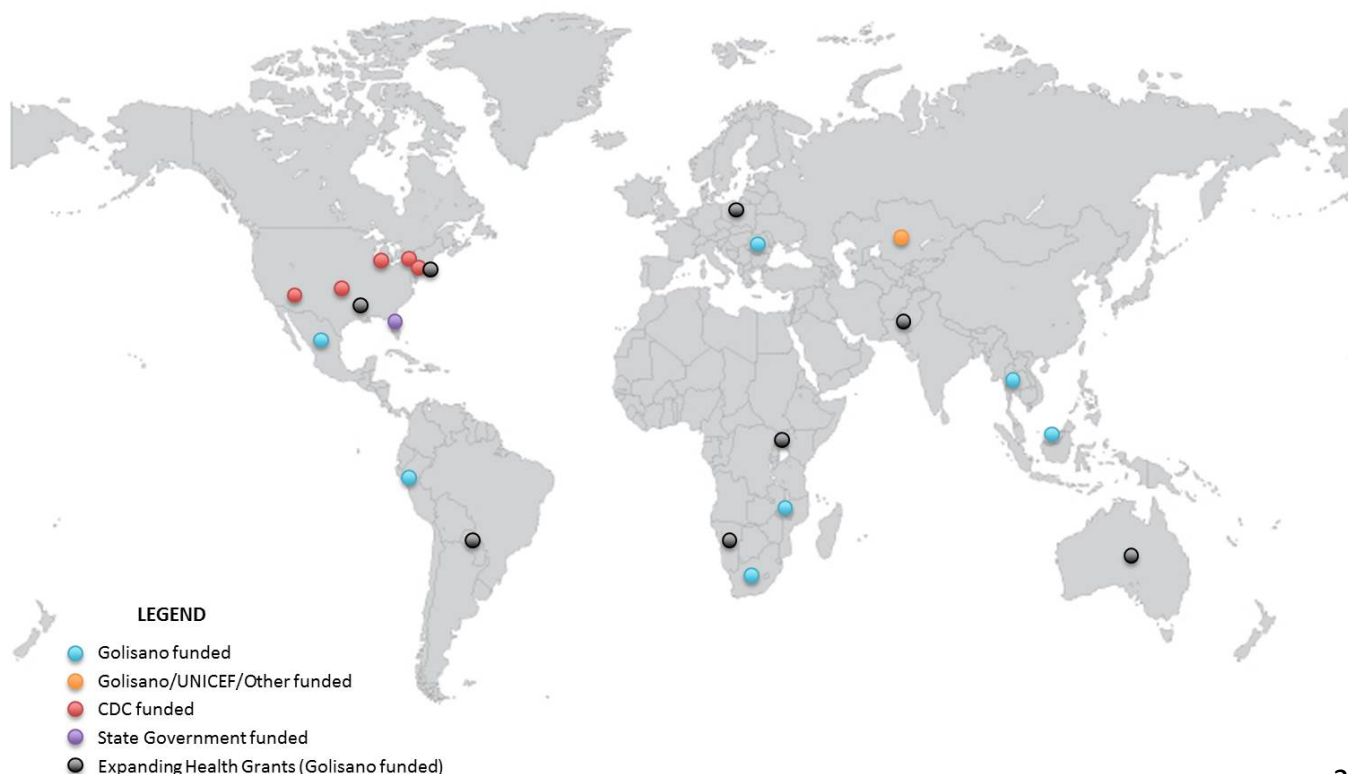 LEGEND
Golisano funded
Golisano/UNICEF/Other funded
CDC funded
State Government funded
Expanding Health Grants (Golisano funded)